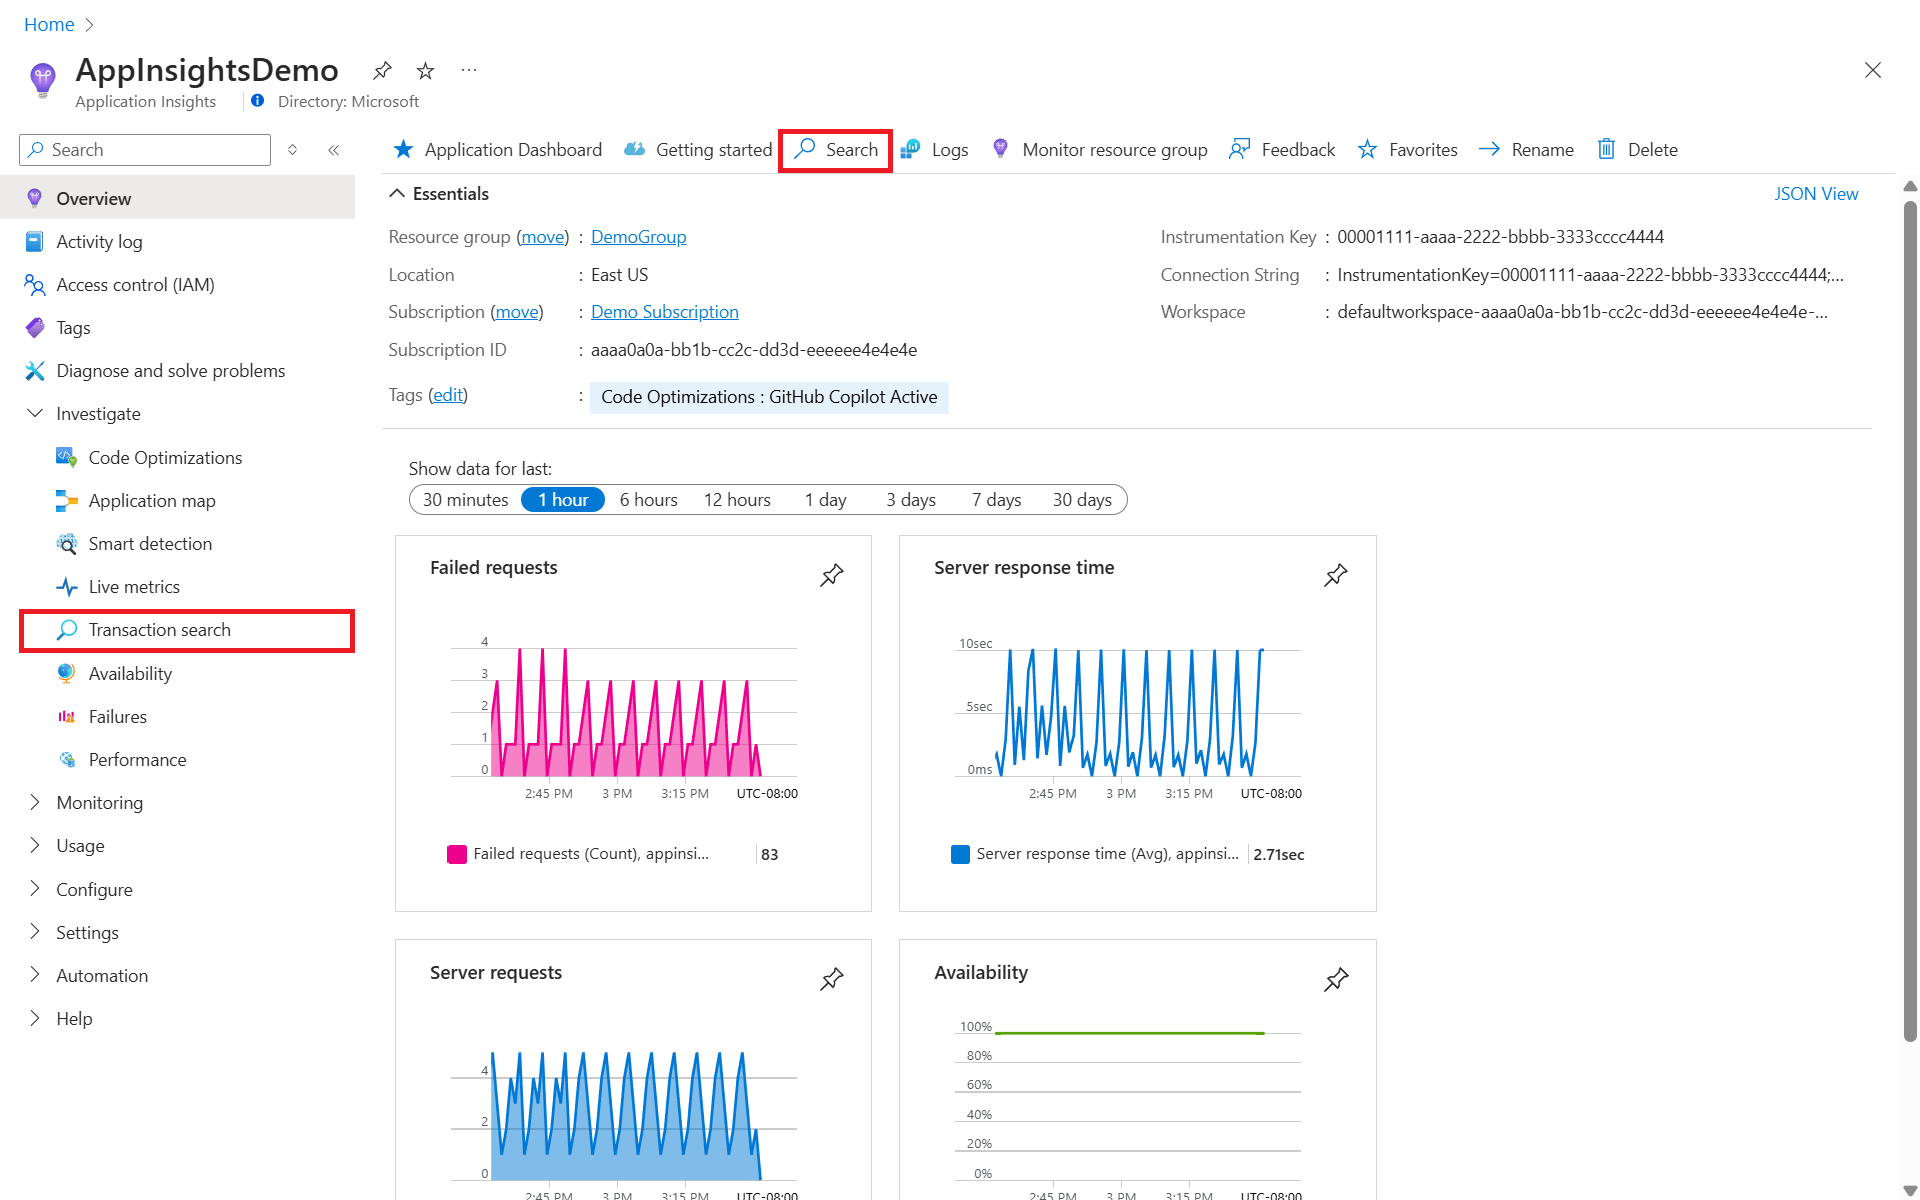 Home
AppInsightsDemo
Application Insights
Directory: Microsoft
Search
Application Dashboard
Getting started
Search
Logs
Monitor resource group
Feedback
Favorites
Rename
Delete
Overview
Activity log
Access control (IAM)
Tags
Diagnose and solve problems
Investigate
Code Optimizations
Application map
Smart detection
Live metrics
Transaction search
Availability
Failures
Performance
Monitoring
Usage
Configure
Settings
Automation
Help
Essentials
JSON View
Resource group (move) : DemoGroup
Location : East US
Subscription (move) : Demo Subscription
Subscription ID : aaaa0a0a-bb1b-cc2c-dd3d-eeeeee4e4e4e
Tags (edit) : Code Optimizations : GitHub Copilot Active
Instrumentation Key : 00001111-aaaa-2222-bbbb-3333cccc4444
Connection String : InstrumentationKey=00001111-aaaa-2222-bbbb-3333cccc4444;...
Workspace : defaultworkspace-aaaa0a0a-bb1b-cc2c-dd3d-eeeeee4e4e4e-...
Show data for last:
30 minutes 1 hour 6 hours 12 hours 1 day 3 days 7 days 30 days
Failed requests
4
3
2
1
0
2:45 PM 3 PM 3:15 PM UTC-08:00
Failed requests (Count), appinsi... 83
Server response time
10sec
5sec
0ms
2:45 PM 3 PM 3:15 PM UTC-08:00
Server response time (Avg), appinsi... 2.71sec
Server requests
4
2
0
2:45 PM 3 PM 3:15 PM UTC-08:00
Availability
100%
80%
60%
40%
20%
0%
2:45 PM 3 PM 3:15 PM UTC-08:00